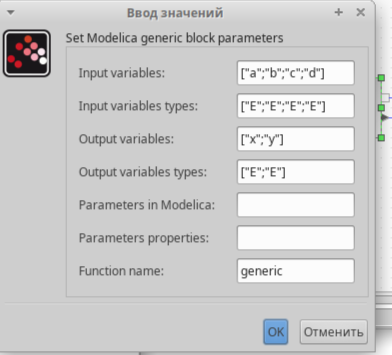 Ввод значений
Set Modelica generic block parameters
Input variables: ["a";"b";"c";"d"]
Input variables types: ["E";"E";"E";"E"]
Output variables: ["x";"y"]
Output variables types: ["E";"E"]
Parameters in Modelica:
Parameters properties:
Function name: generic
OK Отменить